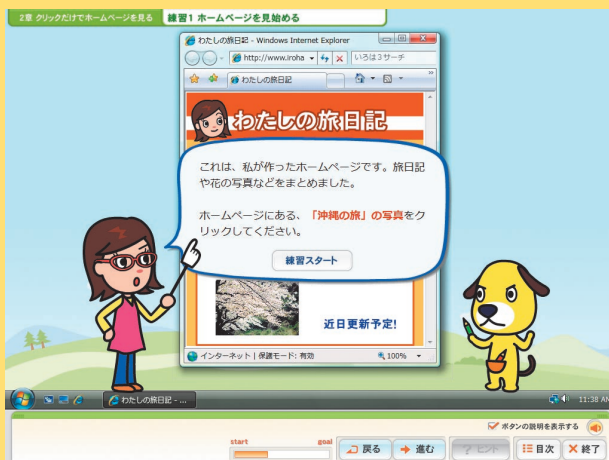 2章 クリックだけでホームページを見る 練習1 ホームページを見始める
わたしの旅日記 - Windows Internet Explorer
http://www.iroha いろは3サーチ
わたしの旅日記
わたしの旅日記
これは、私が作ったホームページです。旅日記
や花の写真などをまとめました。
ホームページにある、「沖縄の旅」の写真をク
リックしてください。
練習スタート
近日更新予定!
インターネット | 保護モード: 有効 100%
わたしの旅日記 - ... 11:38 AM
ボタンの説明を表示する
start goal
戻る 進む ? ヒント 目次 終了